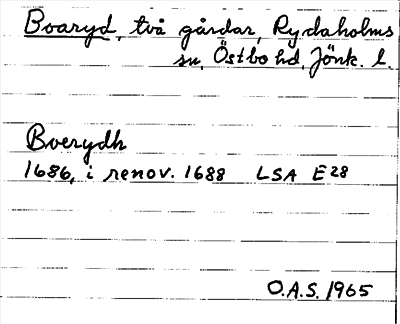 Boaryd, två gårdar, Rydaholms
sn, Östbo hd, Jönk. l.
Boerydh
1686, i renov. 1688 LSA E28
O.A.S. 1965